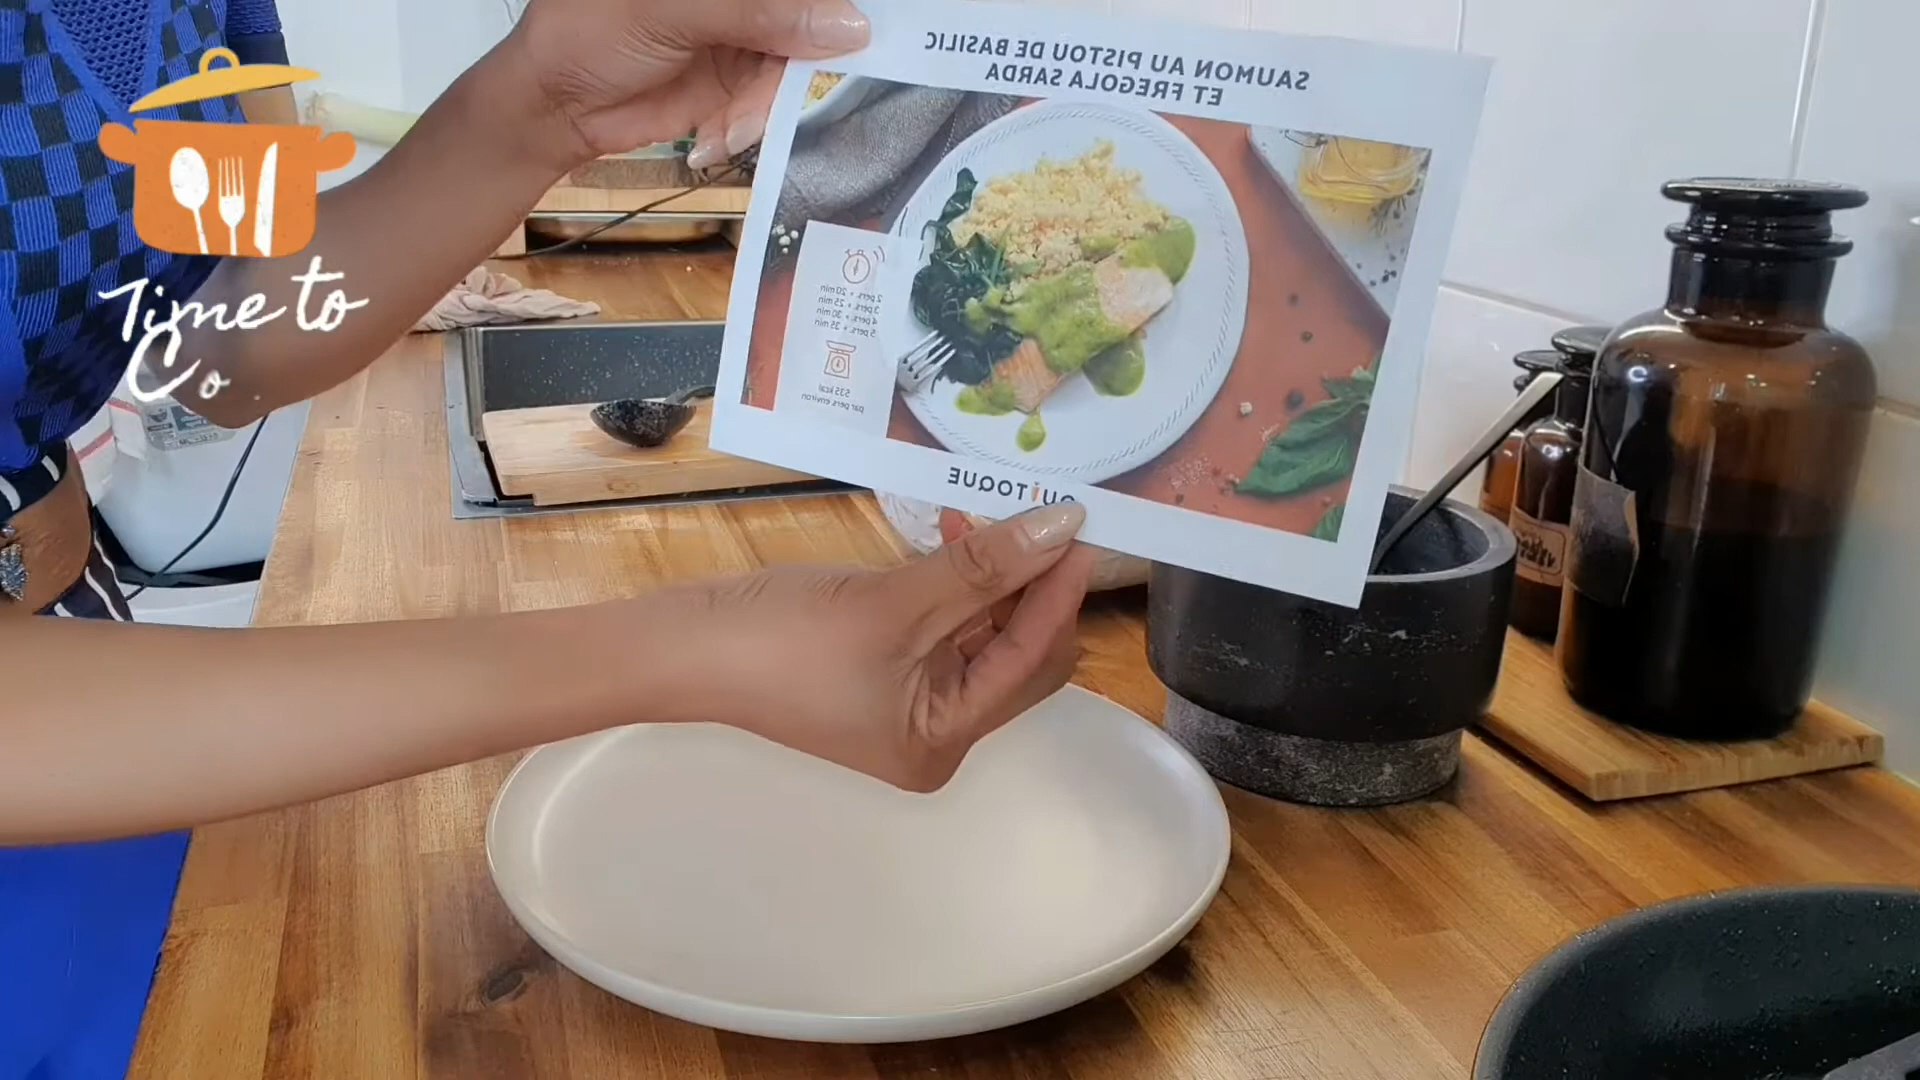 Time to
Co
SAUMON AU PISTOU DE BASILIC
ET FREGOLA SARDA
2 pers. • 20 min
3 pers. • 25 min
4 pers. • 30 min
5 pers. • 35 min
535 kcal
par pers. environ
QUITOQUE